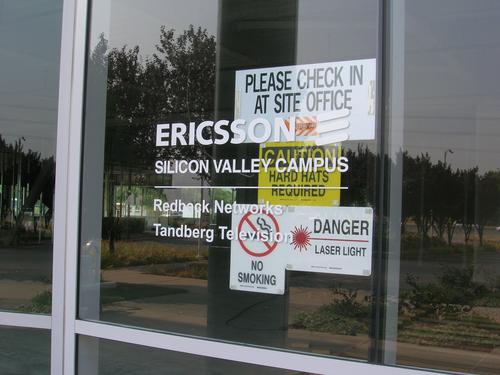 PLEASE CHECK IN
AT SITE OFFICE
ERICSSON
SILICON VALLEY CAMPUS
CAUTION
HARD HATS
REQUIRED
Redback Networks
Tandberg Television
DANGER
LASER LIGHT
NO
SMOKING